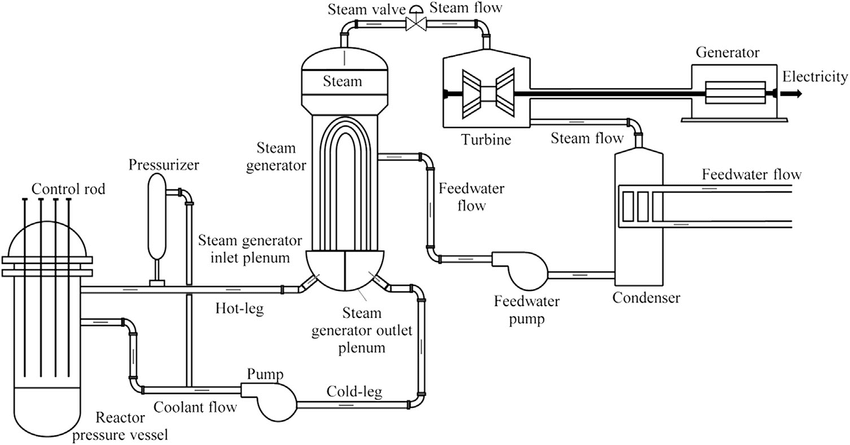 Steam valve
Steam flow
Generator
Steam
Electricity
Turbine
Steam flow
Steam
generator
Pressurizer
Feedwater flow
Control rod
Feedwater
flow
Steam generator
inlet plenum
Hot-leg
Steam
generator outlet
plenum
Feedwater
pump
Condenser
Pump
Cold-leg
Coolant flow
Reactor
pressure vessel